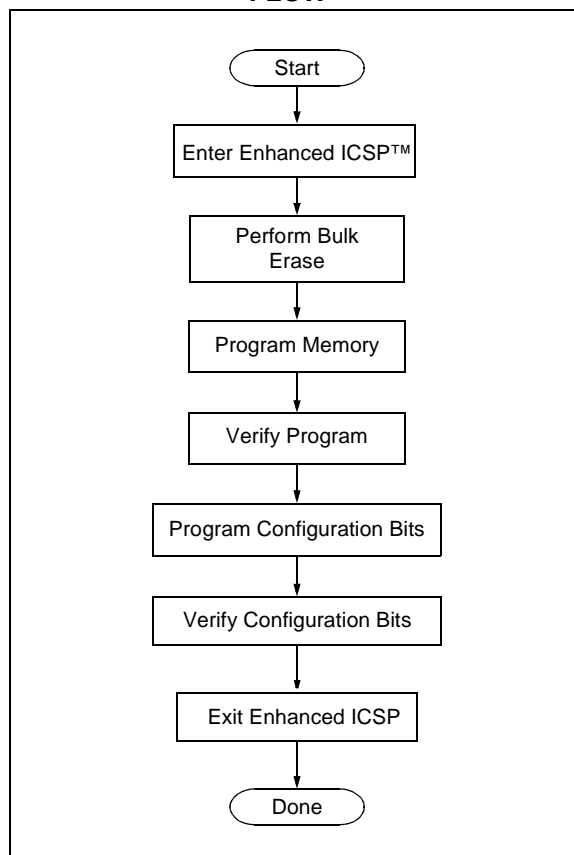 Start
Enter Enhanced ICSP™
Perform Bulk
Erase
Program Memory
Verify Program
Program Configuration Bits
Verify Configuration Bits
Exit Enhanced ICSP
Done